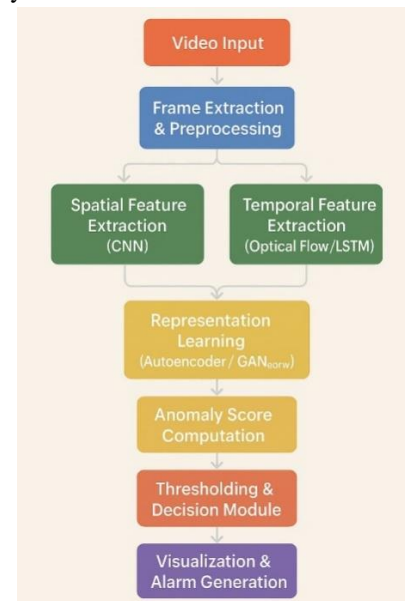 Video Input
Frame Extraction
& Preprocessing
Spatial Feature
Extraction
(CNN)
Temporal Feature
Extraction
(Optical Flow/LSTM)
Representation
Learning
(Autoencoder / GAN
Anomaly Score
Computation
Thresholding &
Decision Module
Visualization &
Alarm Generation